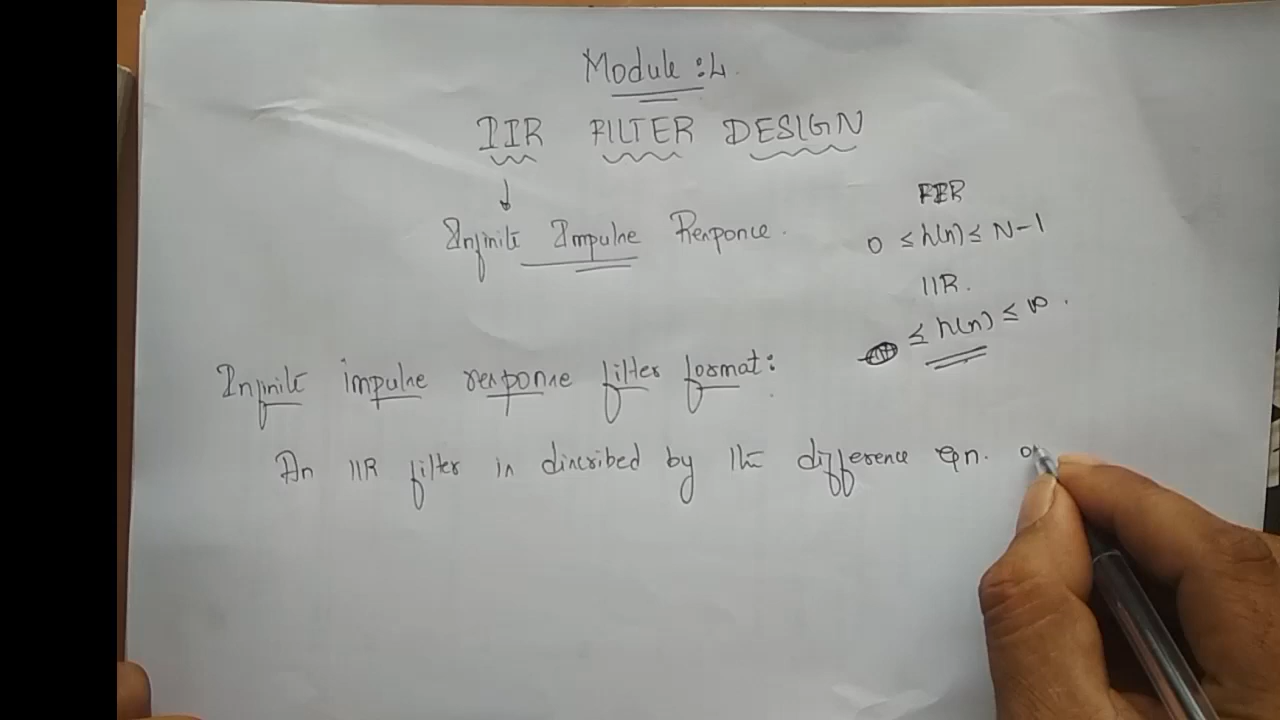 Module :4
IIR FILTER DESIGN
Infinite Impulse Responce.
FIR
0 ≤ h(n) ≤ N-1
IIR.
≤ h(n) ≤ ∞.
Infinite impulse response filter format:
An IIR filter is discribed by the difference eqn.